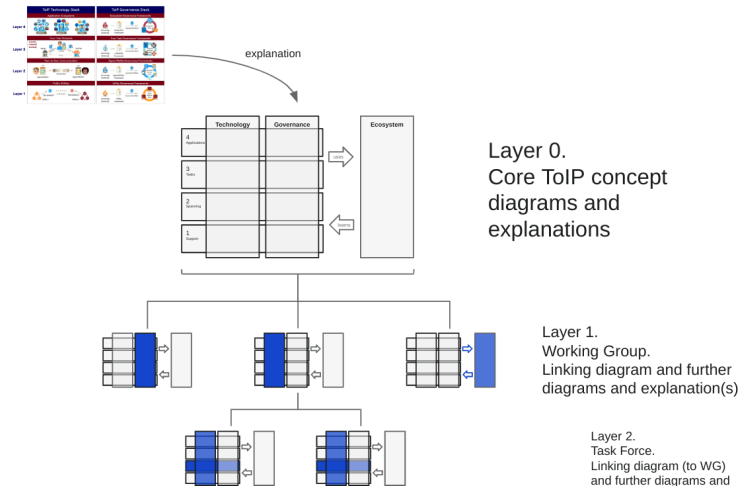 ToIP Technology Stack
ToIP Governance Stack
Layer 4
Layer 3
Layer 2
Layer 1
explanation
Technology
Governance
Ecosystem
4
Applications
3
Tasks
2
Spanning
1
Support
uses
learns
Layer 0.
Core ToIP concept
diagrams and
explanations
Layer 1.
Working Group.
Linking diagram and further
diagrams and explanation(s)
Layer 2.
Task Force.
Linking diagram (to WG)
and further diagrams and